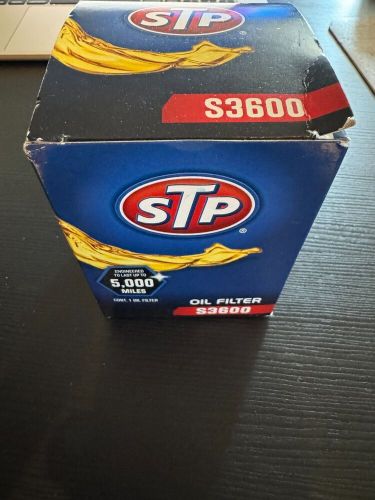 STP
®
S3600
STP
®
ENGINEERED
TO LAST UP TO
5,000
MILES
CONT. 1 OIL FILTER
OIL FILTER
S3600